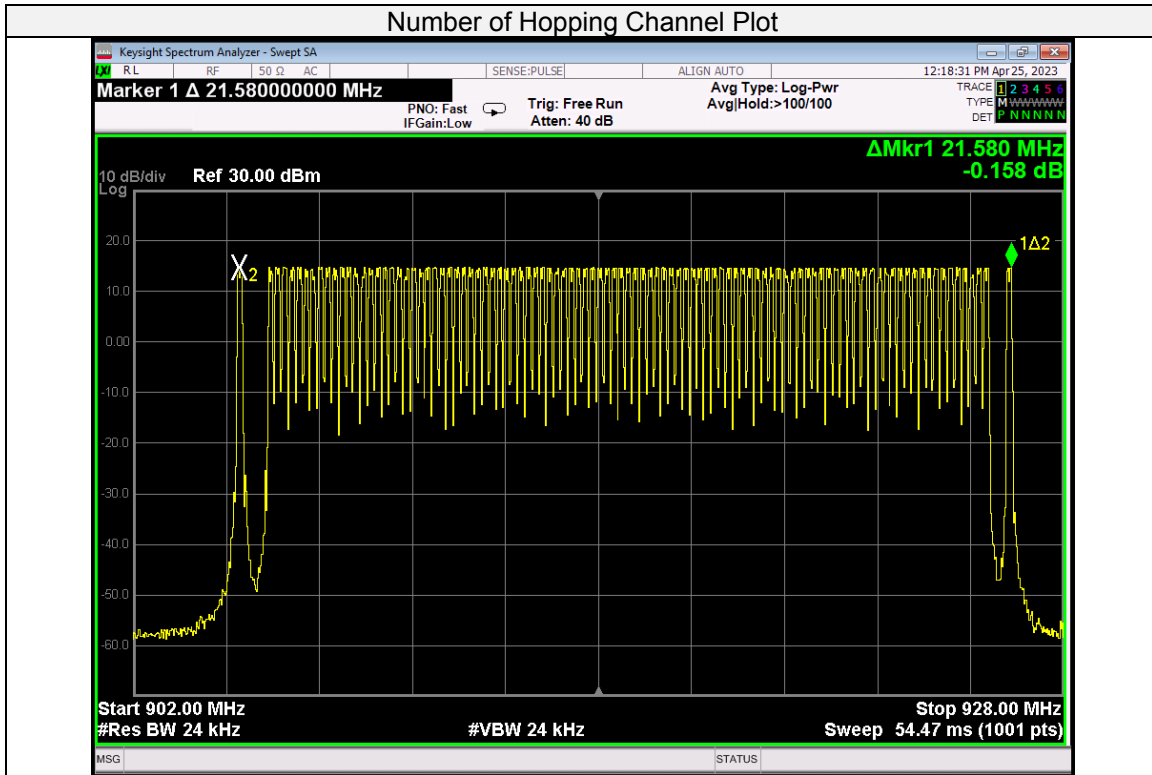 Number of Hopping Channel Plot
Keysight Spectrum Analyzer - Swept SA
LXI RL RF 50 Ω AC SENSE:PULSE ALIGN AUTO 12:18:31 PM Apr 25, 2023
Marker 1 Δ 21.580000000 MHz
PNO: Fast
IFGain:Low
Trig: Free Run
Atten: 40 dB
Avg Type: Log-Pwr
Avg|Hold:>100/100
TRACE 1 2 3 4 5 6
TYPE M WWWWW
DET P N N N N N
ΔMkr1 21.580 MHz
-0.158 dB
10 dB/div Ref 30.00 dBm
Log
20.0
1Δ2
2
10.0
0.00
-10.0
-20.0
-30.0
-40.0
-50.0
-60.0
Start 902.00 MHz Stop 928.00 MHz
#Res BW 24 kHz #VBW 24 kHz Sweep 54.47 ms (1001 pts)
MSG STATUS